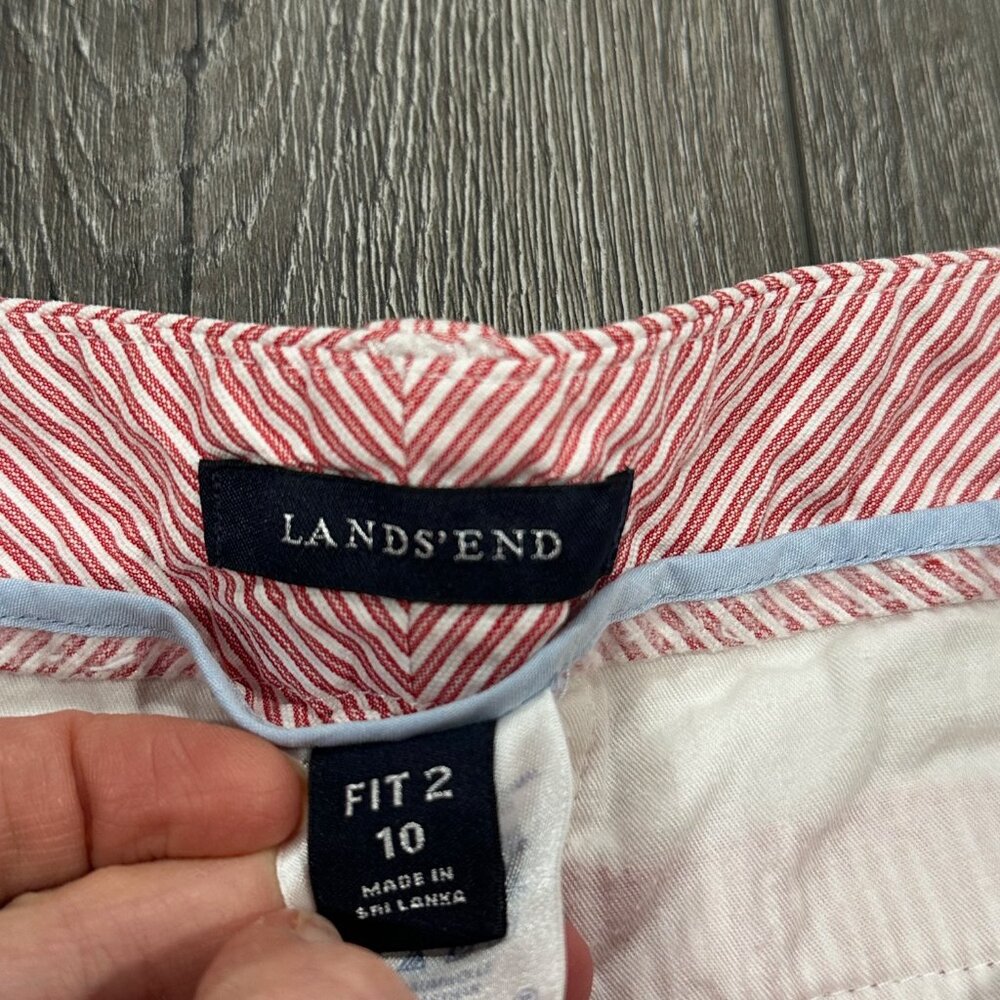 LANDS'END
FIT 2
10
MADE IN
SRI LANKA